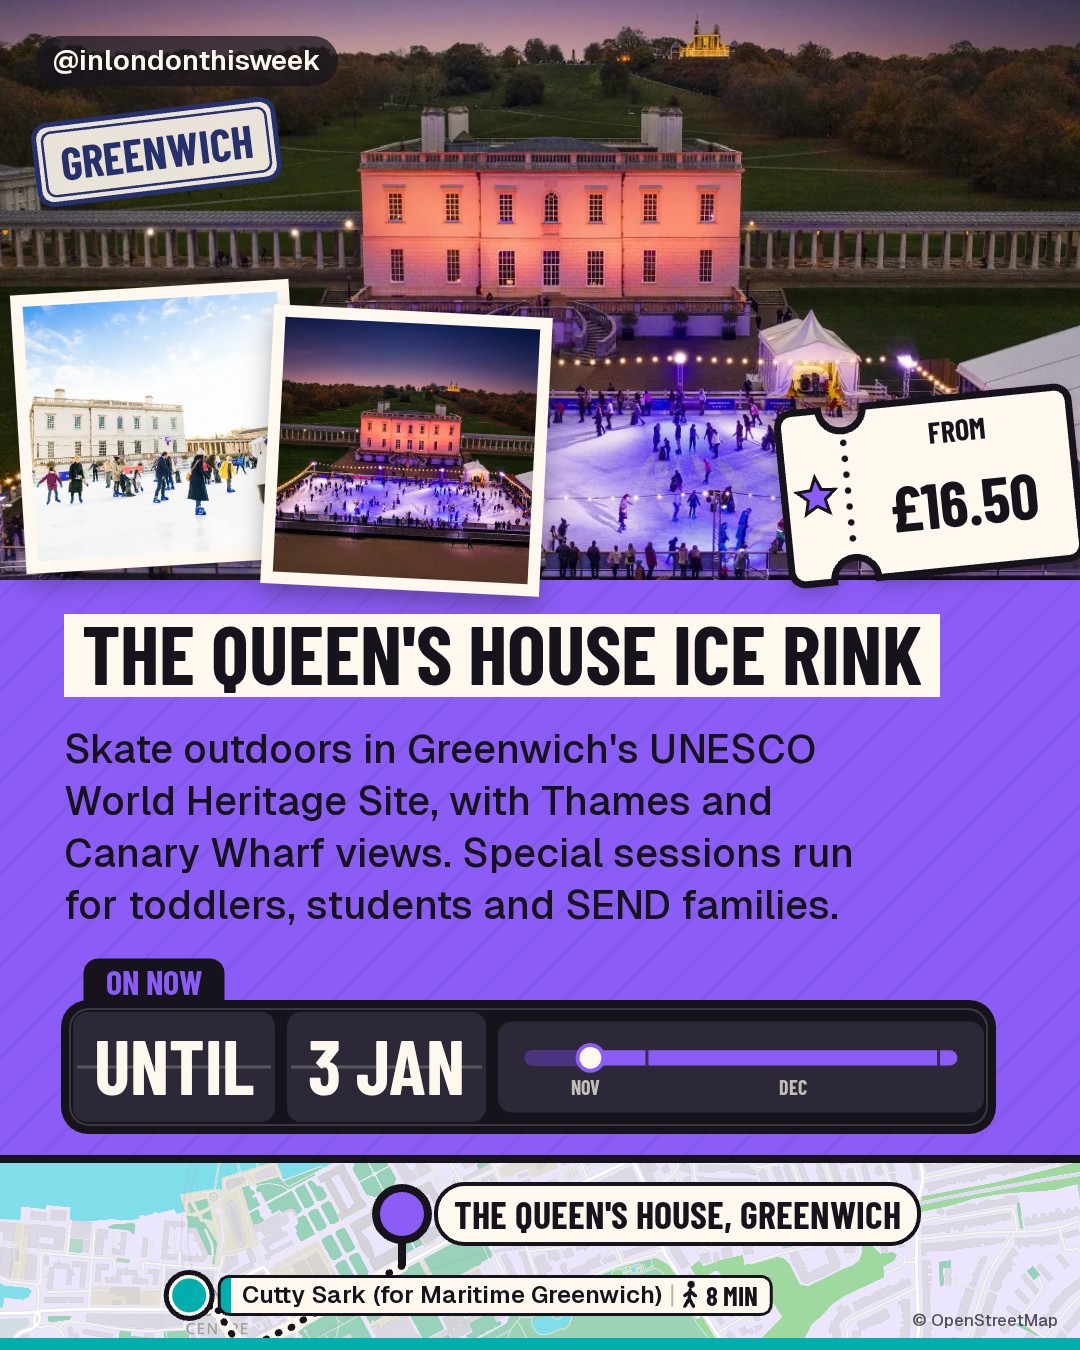 @inlondonthisweek
GREENWICH
FROM
£16.50
THE QUEEN'S HOUSE ICE RINK
Skate outdoors in Greenwich's UNESCO
World Heritage Site, with Thames and
Canary Wharf views. Special sessions run
for toddlers, students and SEND families.
ON NOW
UNTIL
3 JAN
NOV
DEC
THE QUEEN'S HOUSE, GREENWICH
Cutty Sark (for Maritime Greenwich)
8 MIN
© OpenStreetMap